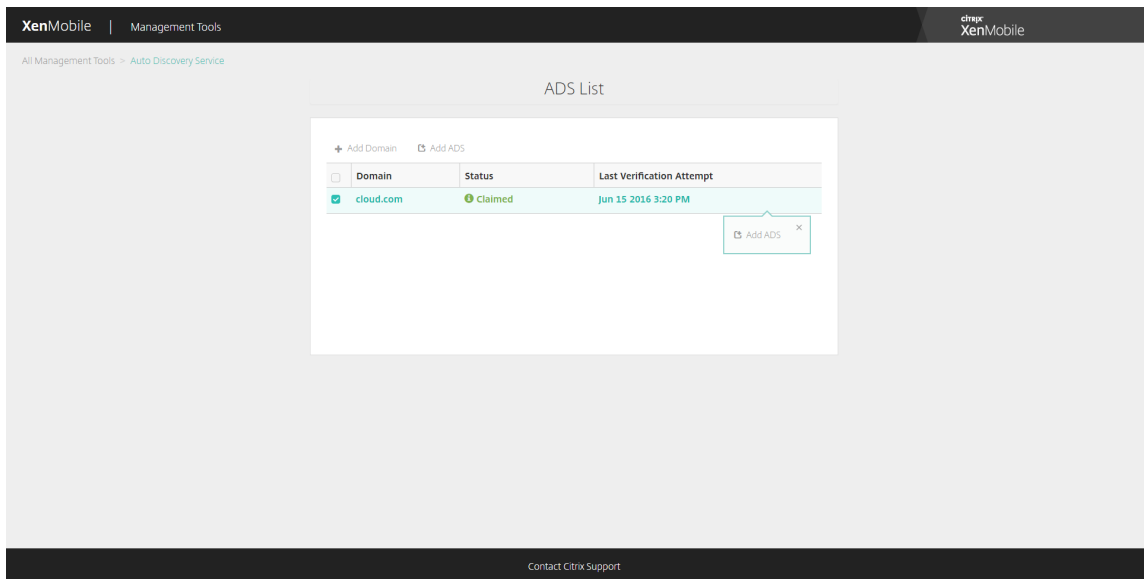 XenMobile | Management Tools
citrix
XenMobile
All Management Tools > Auto Discovery Service
ADS List
+ Add Domain Add ADS
Domain Status Last Verification Attempt
cloud.com Claimed Jun 15 2016 3:20 PM
Add ADS ×
Contact Citrix Support